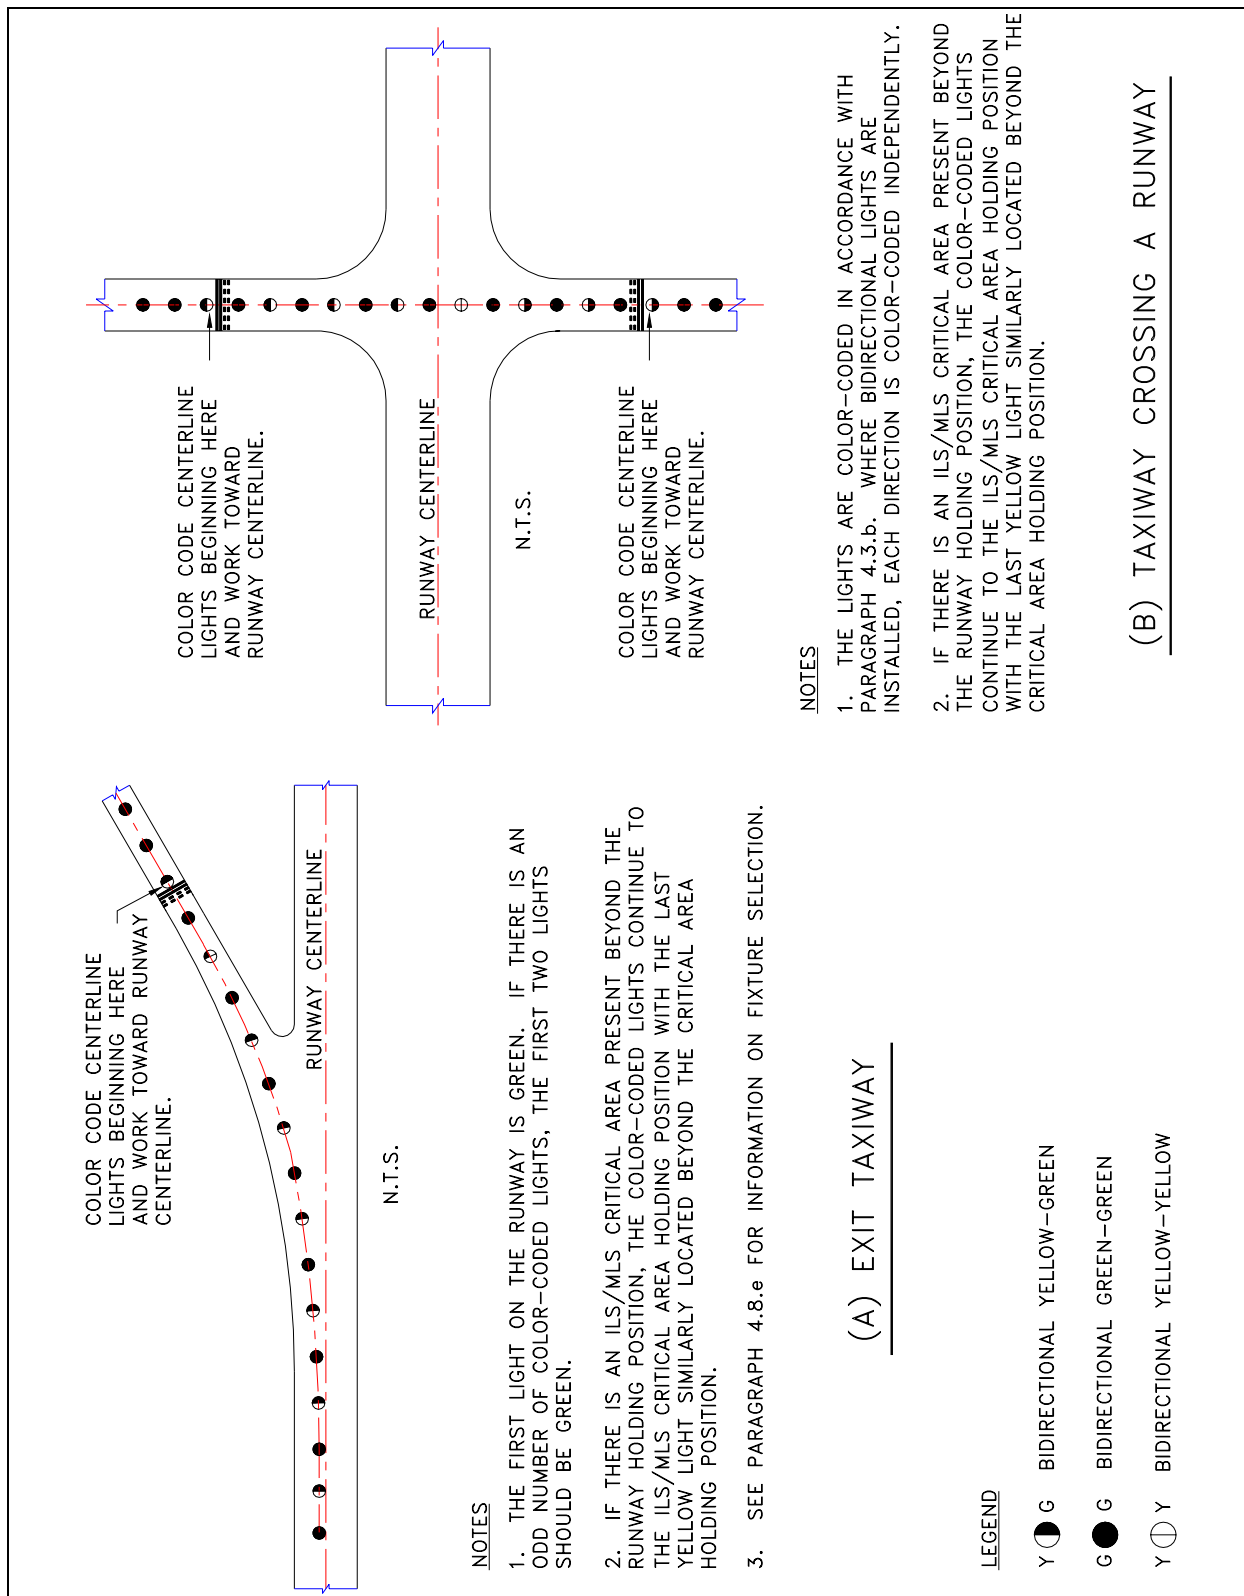 COLOR CODE CENTERLINE
LIGHTS BEGINNING HERE
AND WORK TOWARD RUNWAY
CENTERLINE.
RUNWAY CENTERLINE
N.T.S.
NOTES
1. THE FIRST LIGHT ON THE RUNWAY IS GREEN. IF THERE IS AN
ODD NUMBER OF COLOR-CODED LIGHTS, THE FIRST TWO LIGHTS
SHOULD BE GREEN.
2. IF THERE IS AN ILS/MLS CRITICAL AREA PRESENT BEYOND THE
RUNWAY HOLDING POSITION, THE COLOR-CODED LIGHTS CONTINUE TO
THE ILS/MLS CRITICAL AREA HOLDING POSITION WITH THE LAST
YELLOW LIGHT SIMILARLY LOCATED BEYOND THE CRITICAL AREA
HOLDING POSITION.
3. SEE PARAGRAPH 4.8.e FOR INFORMATION ON FIXTURE SELECTION.
(A) EXIT TAXIWAY
LEGEND
Y G BIDIRECTIONAL YELLOW-GREEN
G G BIDIRECTIONAL GREEN-GREEN
Y Y BIDIRECTIONAL YELLOW-YELLOW
COLOR CODE CENTERLINE
LIGHTS BEGINNING HERE
AND WORK TOWARD
RUNWAY CENTERLINE.
RUNWAY CENTERLINE
N.T.S.
COLOR CODE CENTERLINE
LIGHTS BEGINNING HERE
AND WORK TOWARD
RUNWAY CENTERLINE.
NOTES
1. THE LIGHTS ARE COLOR-CODED IN ACCORDANCE WITH
PARAGRAPH 4.3.b. WHERE BIDIRECTIONAL LIGHTS ARE
INSTALLED, EACH DIRECTION IS COLOR-CODED INDEPENDENTLY.
2. IF THERE IS AN ILS/MLS CRITICAL AREA PRESENT BEYOND
THE RUNWAY HOLDING POSITION, THE COLOR-CODED LIGHTS
CONTINUE TO THE ILS/MLS CRITICAL AREA HOLDING POSITION
WITH THE LAST YELLOW LIGHT SIMILARLY LOCATED BEYOND THE
CRITICAL AREA HOLDING POSITION.
(B) TAXIWAY CROSSING A RUNWAY